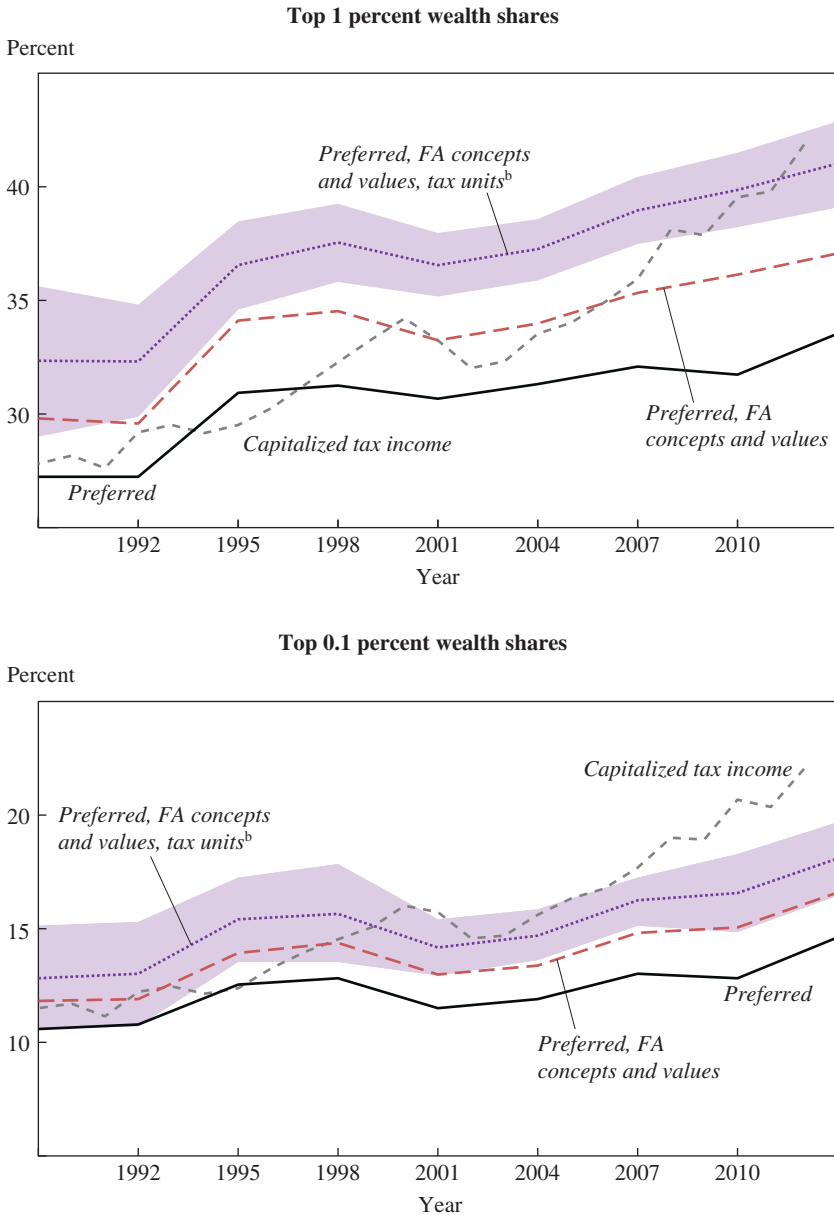 Top 1 percent wealth shares
Percent
Preferred, FA concepts
and values, tax unitsᵇ
40
35
30
Preferred, FA
concepts and values
Capitalized tax income
Preferred
1992 1995 1998 2001 2004 2007 2010
Year
Top 0.1 percent wealth shares
Percent
Capitalized tax income
Preferred, FA concepts
and values, tax unitsᵇ
20
15
10
Preferred
Preferred, FA
concepts and values
1992 1995 1998 2001 2004 2007 2010
Year